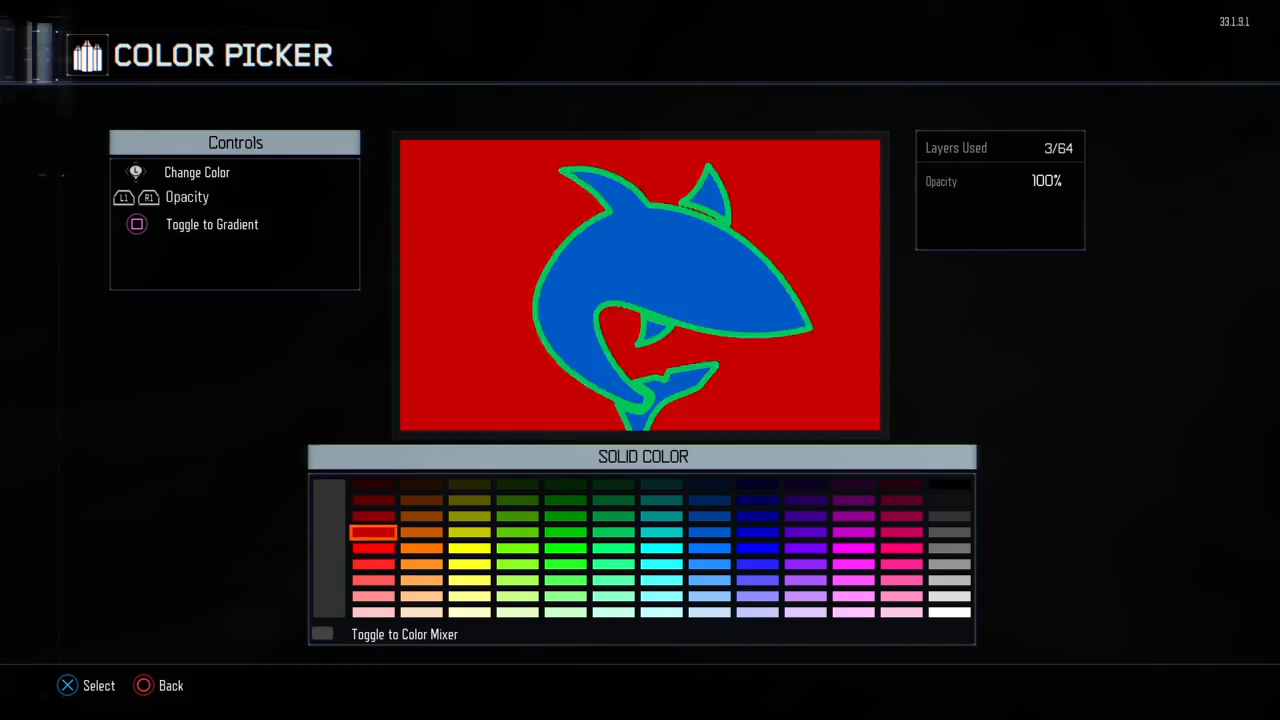 33.1.9.1
COLOR PICKER
Controls
L Change Color
L1 R1 Opacity
Toggle to Gradient
Layers Used 3/64
Opacity 100%
SOLID COLOR
Toggle to Color Mixer
Select Back